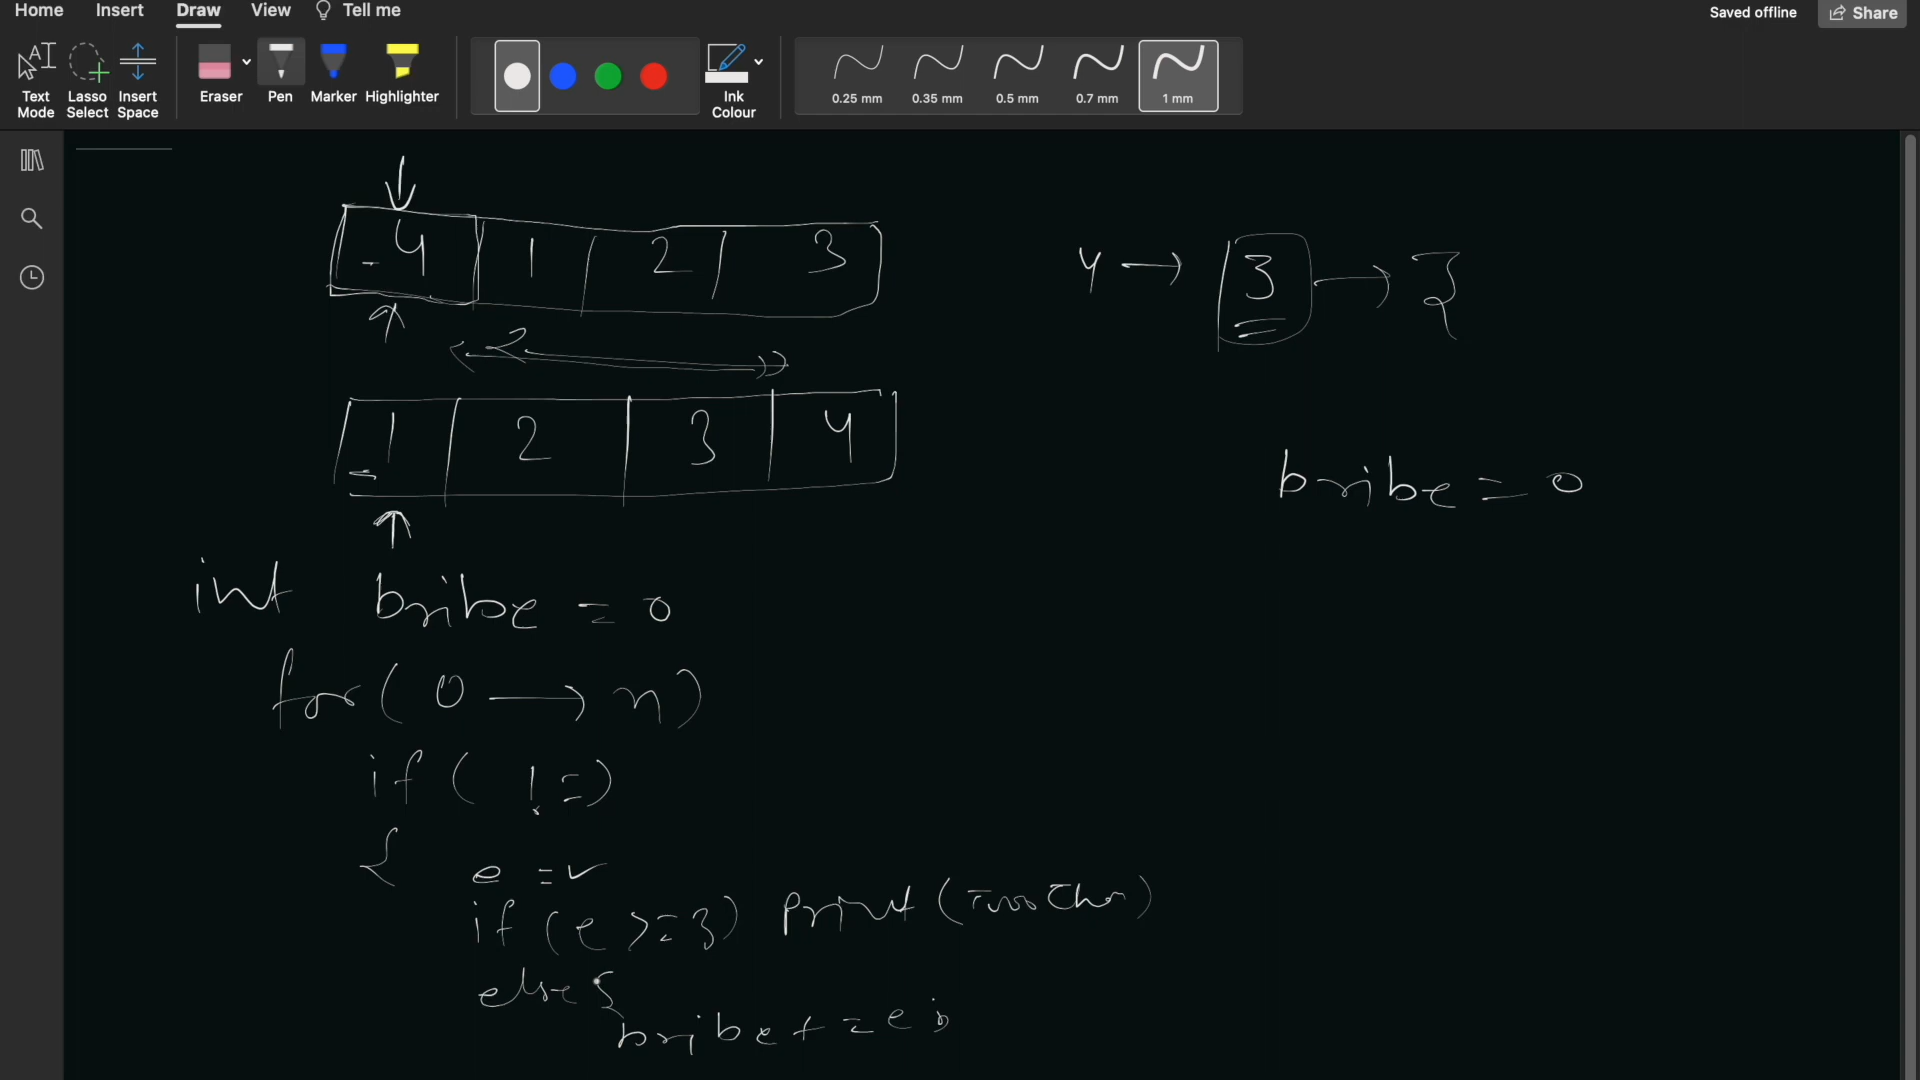 Home Insert Draw View Tell me
Saved offline Share
Text Mode
Lasso Select
Insert Space
Eraser
Pen
Marker
Highlighter
Ink Colour
0.25 mm
0.35 mm
0.5 mm
0.7 mm
1 mm
4 1 2 3
4 → 3 →
1 2 3 4
bribe = 0
int bribe = 0
for( 0 → n)
if ( != )
{
e =
if (e >= 3) print(
else {
bribe + = e ;